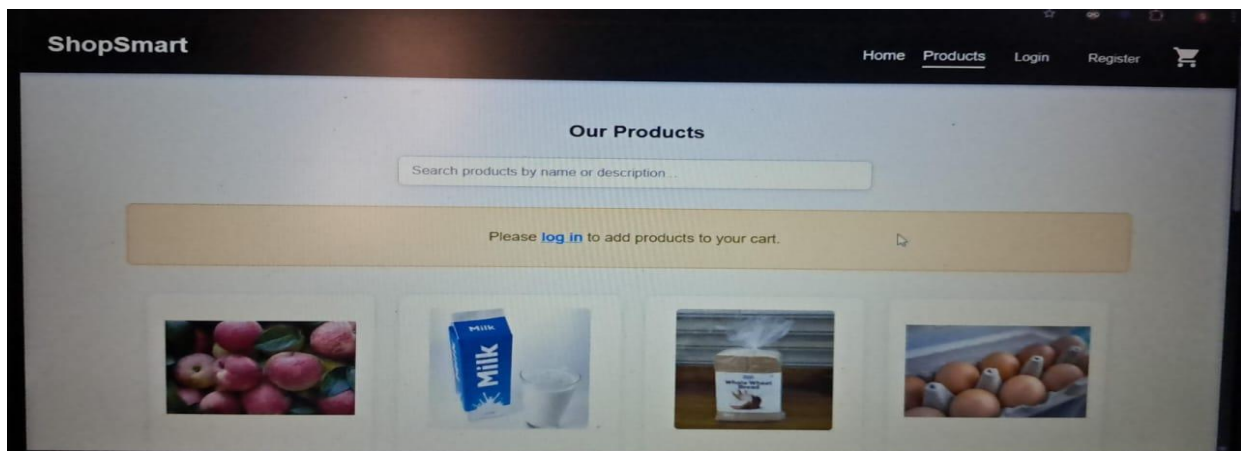 ShopSmart
Home Products Login Register
Our Products
Search products by name or description ...
Please log in to add products to your cart.
Milk
Milk
Whole Wheat
Bread